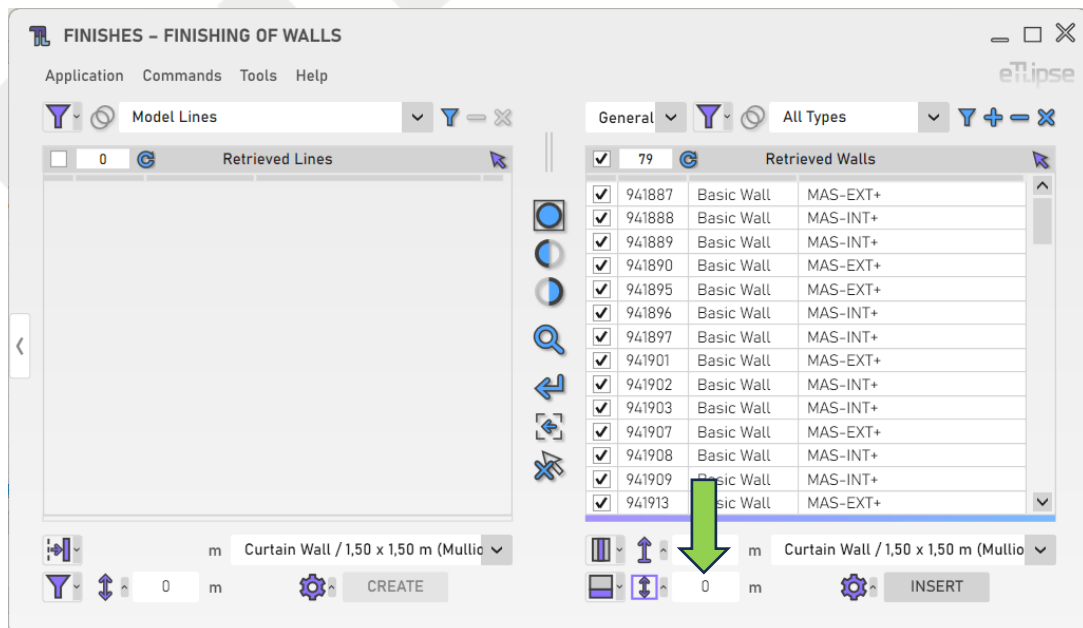 FINISHES – FINISHING OF WALLS
Application Commands Tools Help
eTLipse
Model Lines
General All Types
0 Retrieved Lines
79 Retrieved Walls
941887 Basic Wall MAS-EXT+
941888 Basic Wall MAS-INT+
941889 Basic Wall MAS-INT+
941890 Basic Wall MAS-EXT+
941895 Basic Wall MAS-EXT+
941896 Basic Wall MAS-INT+
941897 Basic Wall MAS-INT+
941901 Basic Wall MAS-EXT+
941902 Basic Wall MAS-INT+
941903 Basic Wall MAS-INT+
941907 Basic Wall MAS-EXT+
941908 Basic Wall MAS-INT+
941909 Basic Wall MAS-INT+
941913 Basic Wall MAS-EXT+
m Curtain Wall / 1,50 x 1,50 m (Mullio
m Curtain Wall / 1,50 x 1,50 m (Mullio
0 m CREATE
0 m INSERT